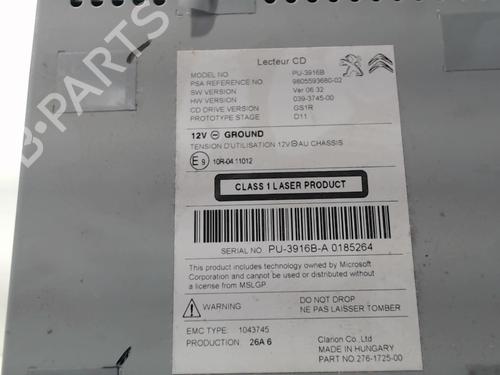 Lecteur CD
MODEL NO PU-3916B
PSA REFERENCE NO. 9805593680-02
SW VERSION Ver 06.32
HW VERSION 039-3745-00
CD DRIVE VERSION GS1R
PROTOTYPE STAGE D11
12V ⊖ GROUND
TENSION D'UTILISATION 12V ⊖ AU CHASSIS
E9 10R-04 11012
CLASS 1 LASER PRODUCT
SERIAL NO. PU-3916B-A 0185264
This product includes technology owned by Microsoft
Corporation and cannot be used or distributed without
a license from MSLGP
WARNING DO NOT DROP
NE PAS LAISSER TOMBER
EMC TYPE: 1043745
PRODUCTION: 26A 6 Clarion Co.,Ltd
MADE IN HUNGARY
PART NO 276-1725-00
B-PARTS